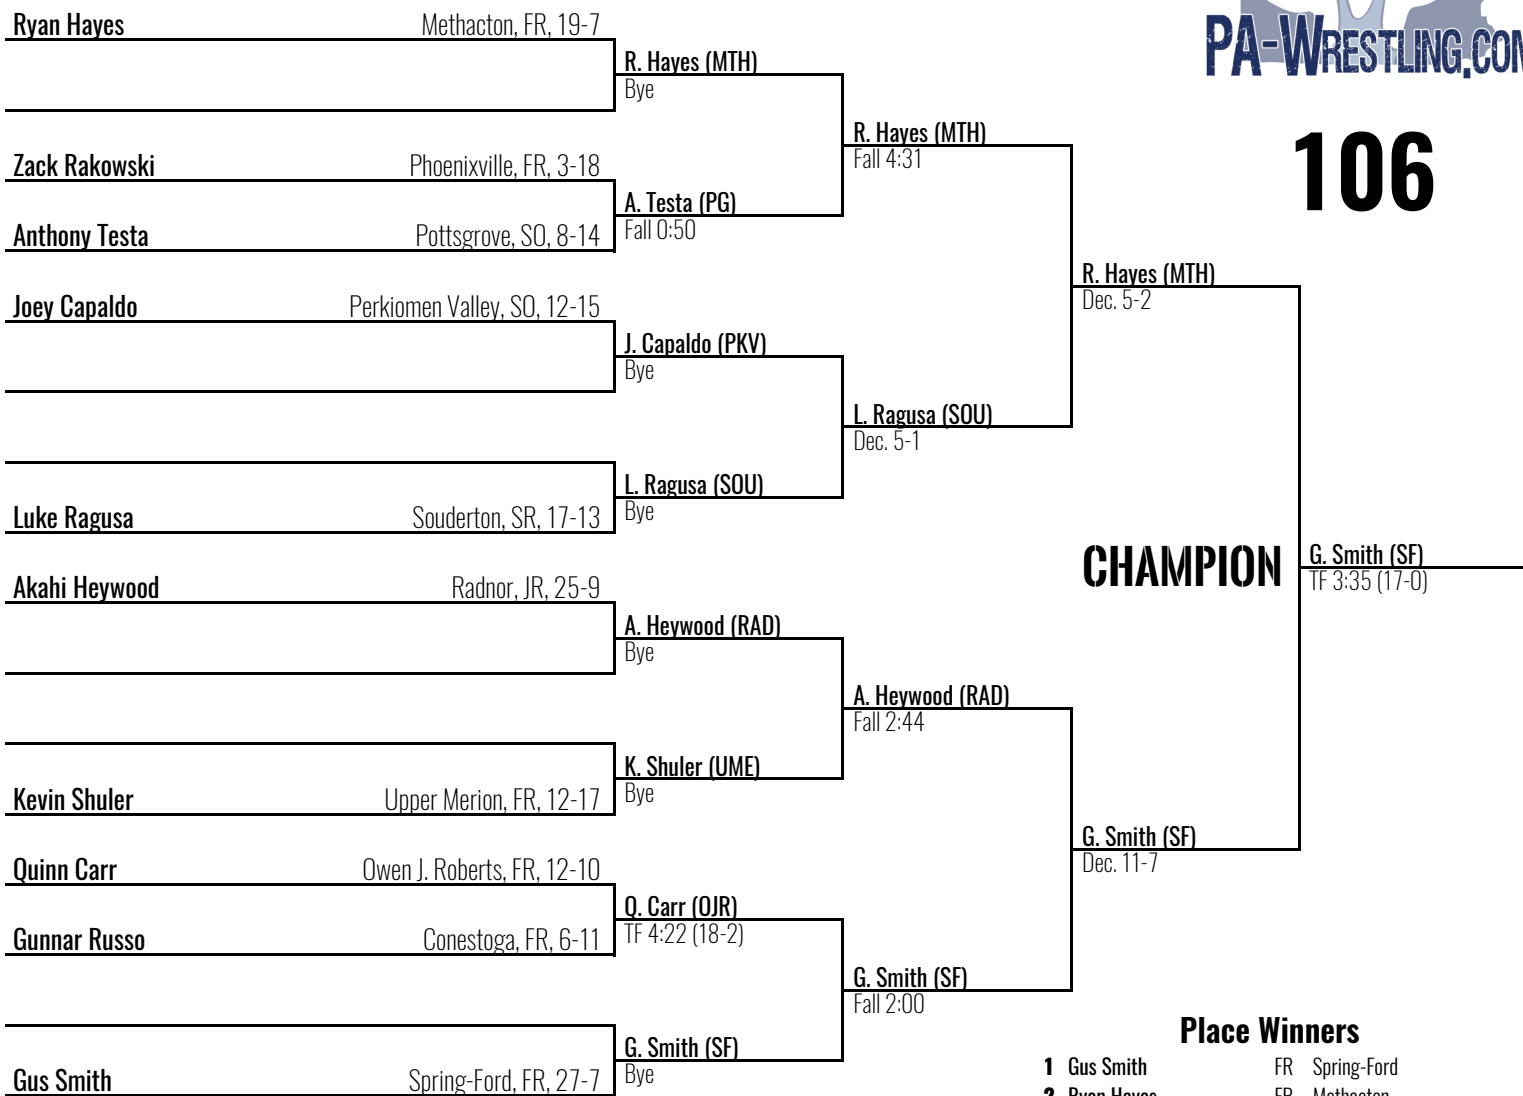 Ryan Hayes Methacton, FR, 19-7
PA-WRESTLING.COM
R. Hayes (MTH)
Bye
106
R. Hayes (MTH)
Fall 4:31
Zack Rakowski Phoenixville, FR, 3-18
A. Testa (PG)
Fall 0:50
Anthony Testa Pottsgrove, SO, 8-14
R. Hayes (MTH)
Dec. 5-2
Joey Capaldo Perkiomen Valley, SO, 12-15
J. Capaldo (PKV)
Bye
L. Ragusa (SOU)
Dec. 5-1
L. Ragusa (SOU)
Bye
Luke Ragusa Souderton, SR, 17-13
CHAMPION
G. Smith (SF)
TF 3:35 (17-0)
Akahi Heywood Radnor, JR, 25-9
A. Heywood (RAD)
Bye
A. Heywood (RAD)
Fall 2:44
K. Shuler (UME)
Bye
Kevin Shuler Upper Merion, FR, 12-17
G. Smith (SF)
Dec. 11-7
Quinn Carr Owen J. Roberts, FR, 12-10
Q. Carr (OJR)
TF 4:22 (18-2)
Gunnar Russo Conestoga, FR, 6-11
G. Smith (SF)
Fall 2:00
G. Smith (SF)
Bye
Gus Smith Spring-Ford, FR, 27-7
Place Winners
1 Gus Smith FR Spring-Ford
2 Ryan Hayes FR Methacton